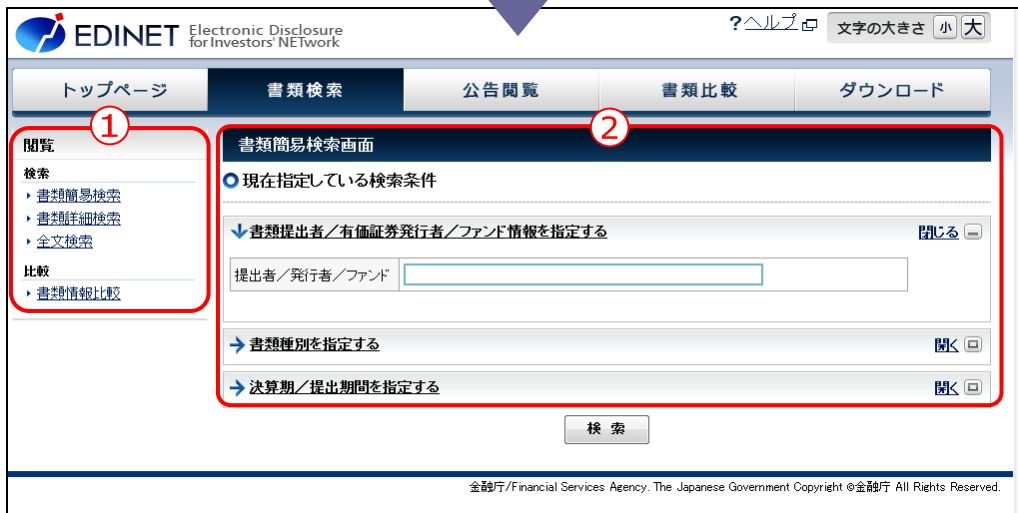 EDINET Electronic Disclosure for Investors' NETwork
?ヘルプ 文字の大きさ 小 大
トップページ 書類検索 公告閲覧 書類比較 ダウンロード
① ②
閲覧
検索
書類簡易検索
書類詳細検索
全文検索
比較
書類情報比較
書類簡易検索画面
現在指定している検索条件
書類提出者／有価証券発行者／ファンド情報を指定する 閉じる
提出者／発行者／ファンド
書類種別を指定する 開く
決算期／提出期間を指定する 開く
検 索
金融庁/Financial Services Agency. The Japanese Government Copyright ©金融庁 All Rights Reserved.